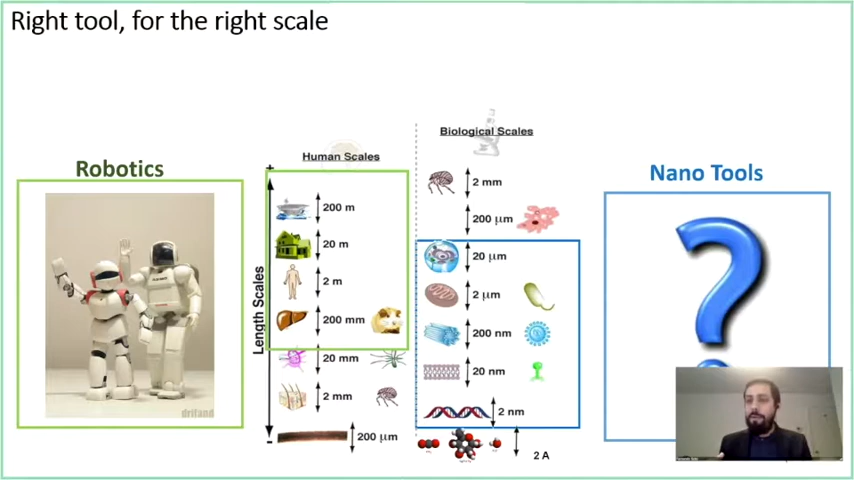 Right tool, for the right scale
Robotics
drifand
Human Scales
+
Length Scales
-
200 m
20 m
2 m
200 mm
20 mm
2 mm
200 μm
Biological Scales
2 mm
200 μm
20 μm
2 μm
200 nm
20 nm
2 nm
2 A
Nano Tools